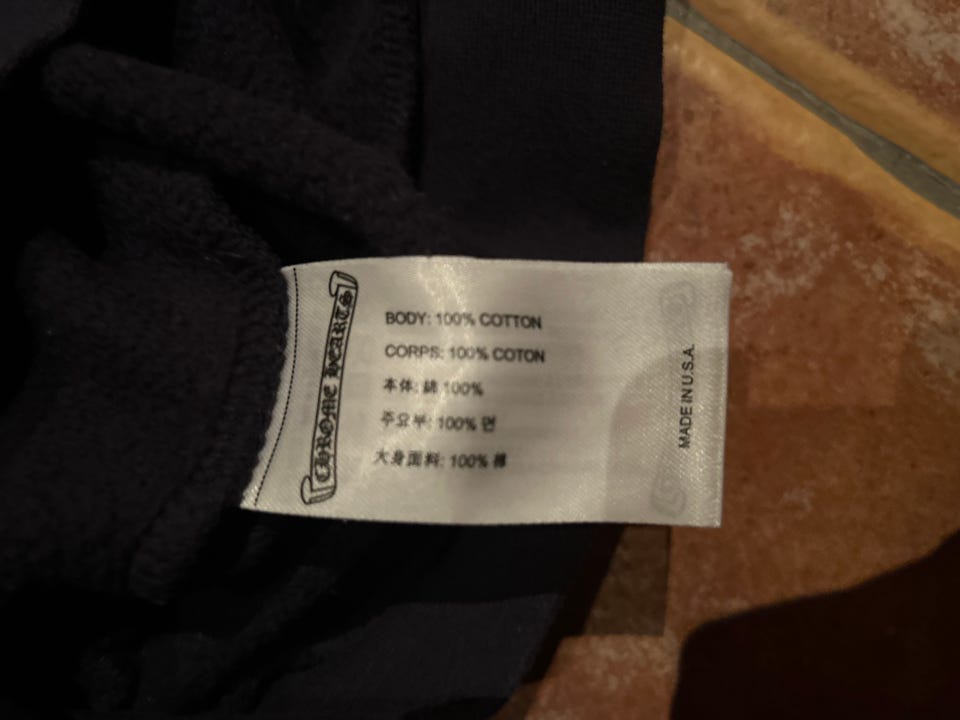 CHROME HEARTS
BODY: 100% COTTON
CORPS: 100% COTON
本体: 綿 100%
주요부: 100% 면
大身面料: 100% 棉
MADE IN U.S.A.